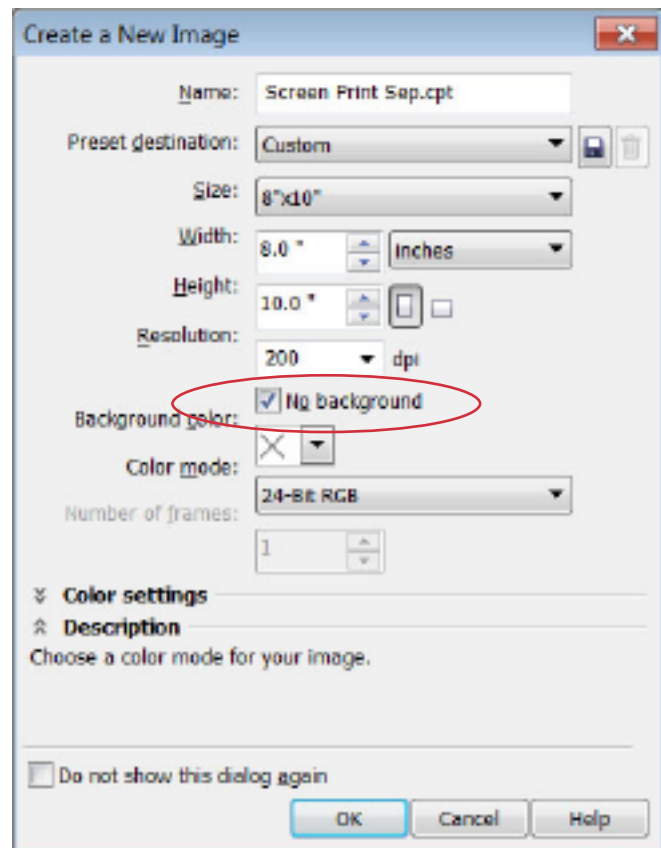 Create a New Image
Name: Screen Print Sep.cpt
Preset destination: Custom
Size: 8"x10"
Width: 8.0 " inches
Height: 10.0 "
Resolution: 200 dpi
No background
Background color:
Color mode: 24-Bit RGB
Number of frames: 1
Color settings
Description
Choose a color mode for your image.
Do not show this dialog again
OK Cancel Help